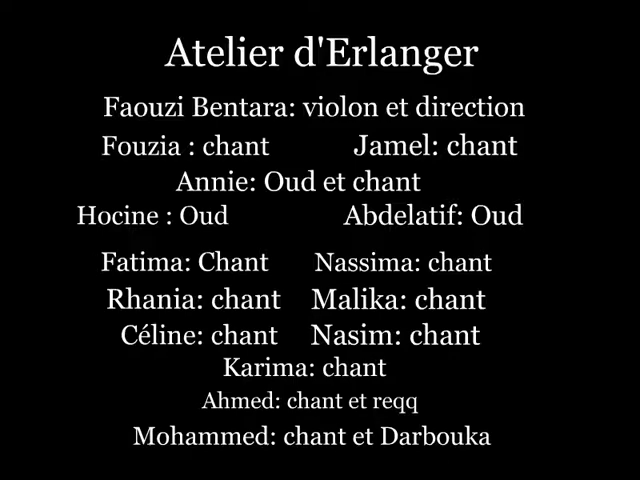 Atelier d'Erlanger
Faouzi Bentara: violon et direction
Fouzia : chant Jamel: chant
Annie: Oud et chant
Hocine : Oud Abdelatif: Oud
Fatima: Chant Nassima: chant
Rhania: chant Malika: chant
Céline: chant Nasim: chant
Karima: chant
Ahmed: chant et reqq
Mohammed: chant et Darbouka